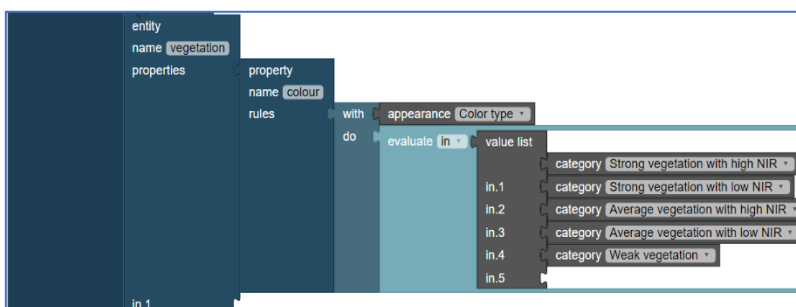 entity
name vegetation
properties property
name colour
rules with appearance Color type
do evaluate in value list
category Strong vegetation with high NIR
in.1 category Strong vegetation with low NIR
in.2 category Average vegetation with high NIR
in.3 category Average vegetation with low NIR
in.4 category Weak vegetation
in.5
in.1